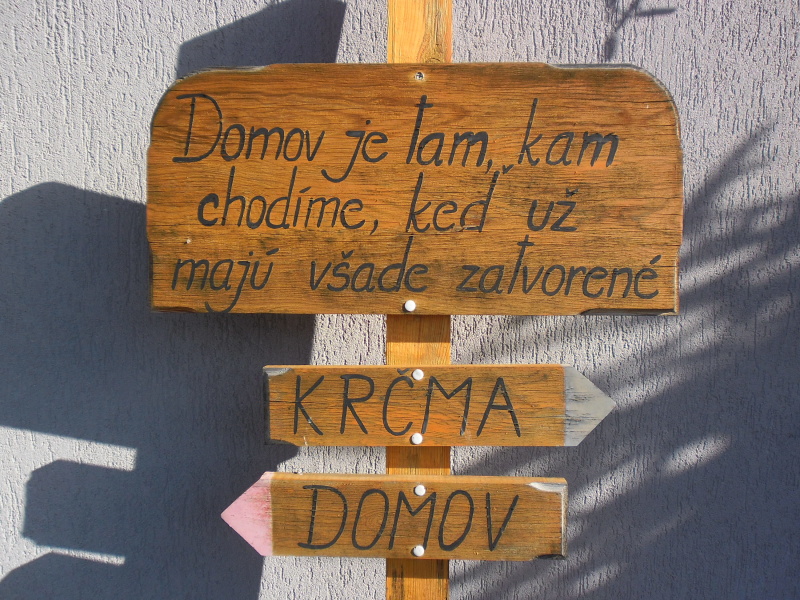 Domov je tam, kam
chodíme, keď už
majú všade zatvorené
KRČMA
DOMOV